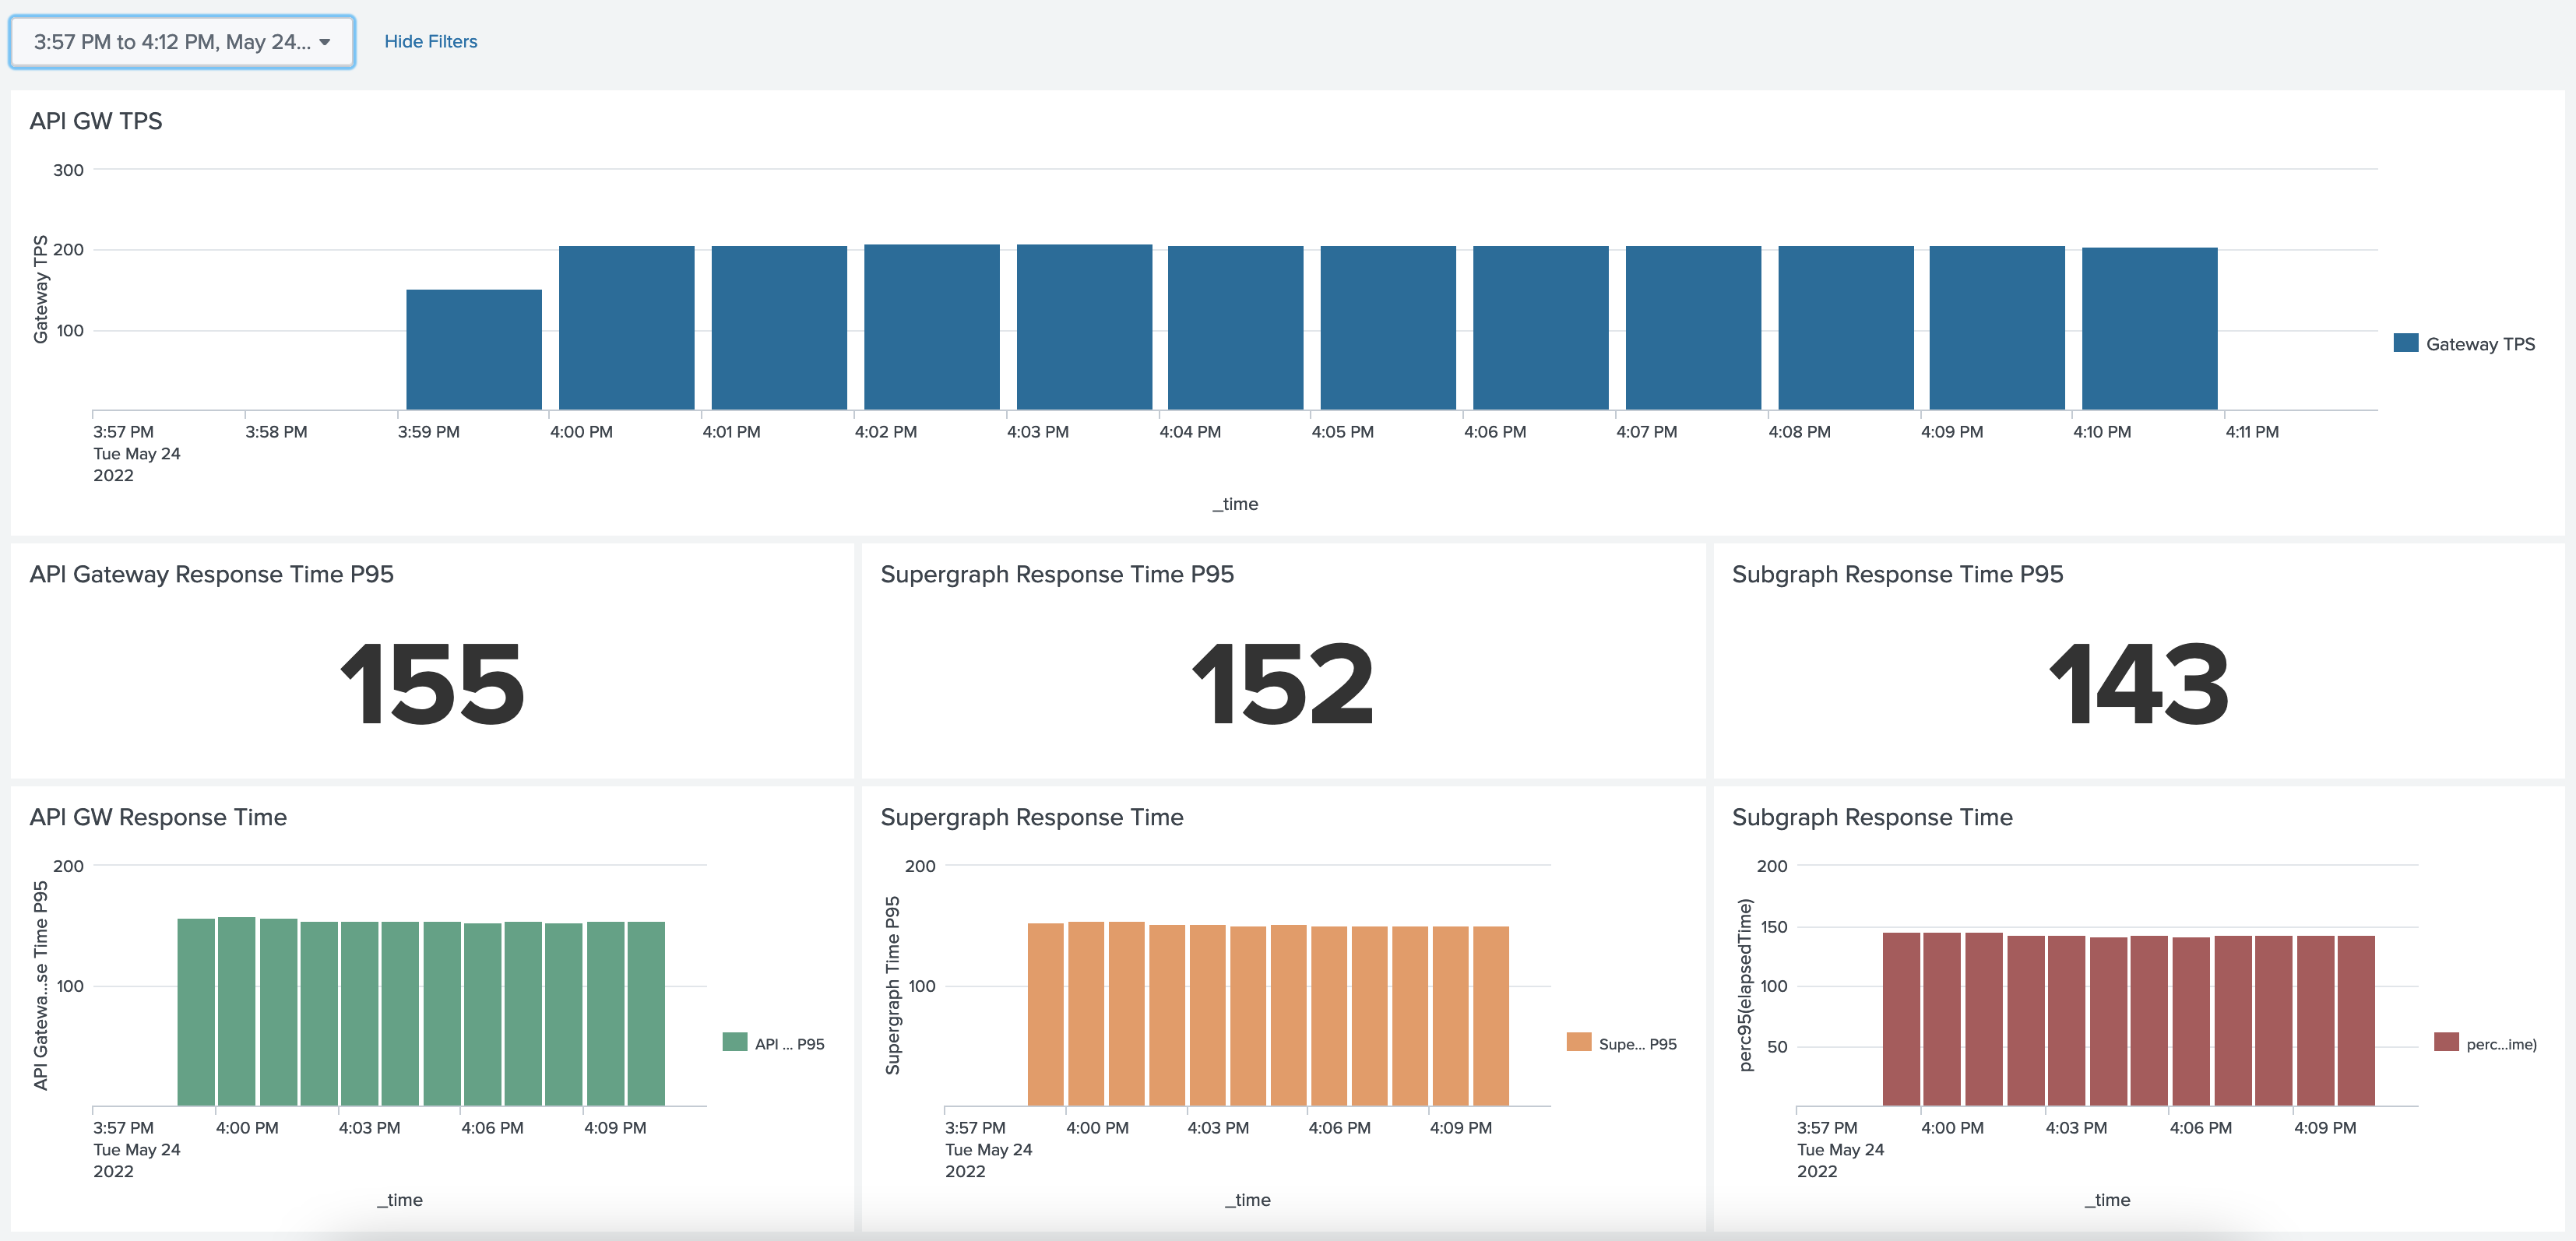 3:57 PM to 4:12 PM, May 24...
Hide Filters
API GW TPS
300
200
100
Gateway TPS
Gateway TPS
3:57 PM
Tue May 24
2022
3:58 PM
3:59 PM
4:00 PM
4:01 PM
4:02 PM
4:03 PM
4:04 PM
4:05 PM
4:06 PM
4:07 PM
4:08 PM
4:09 PM
4:10 PM
4:11 PM
_time
API Gateway Response Time P95
155
Supergraph Response Time P95
152
Subgraph Response Time P95
143
API GW Response Time
200
100
API Gatewa...se Time P95
API ... P95
3:57 PM
Tue May 24
2022
4:00 PM
4:03 PM
4:06 PM
4:09 PM
_time
Supergraph Response Time
200
100
Supergraph Time P95
Supe... P95
3:57 PM
Tue May 24
2022
4:00 PM
4:03 PM
4:06 PM
4:09 PM
_time
Subgraph Response Time
200
150
100
50
perc95(elapsedTime)
perc...ime)
3:57 PM
Tue May 24
2022
4:00 PM
4:03 PM
4:06 PM
4:09 PM
_time